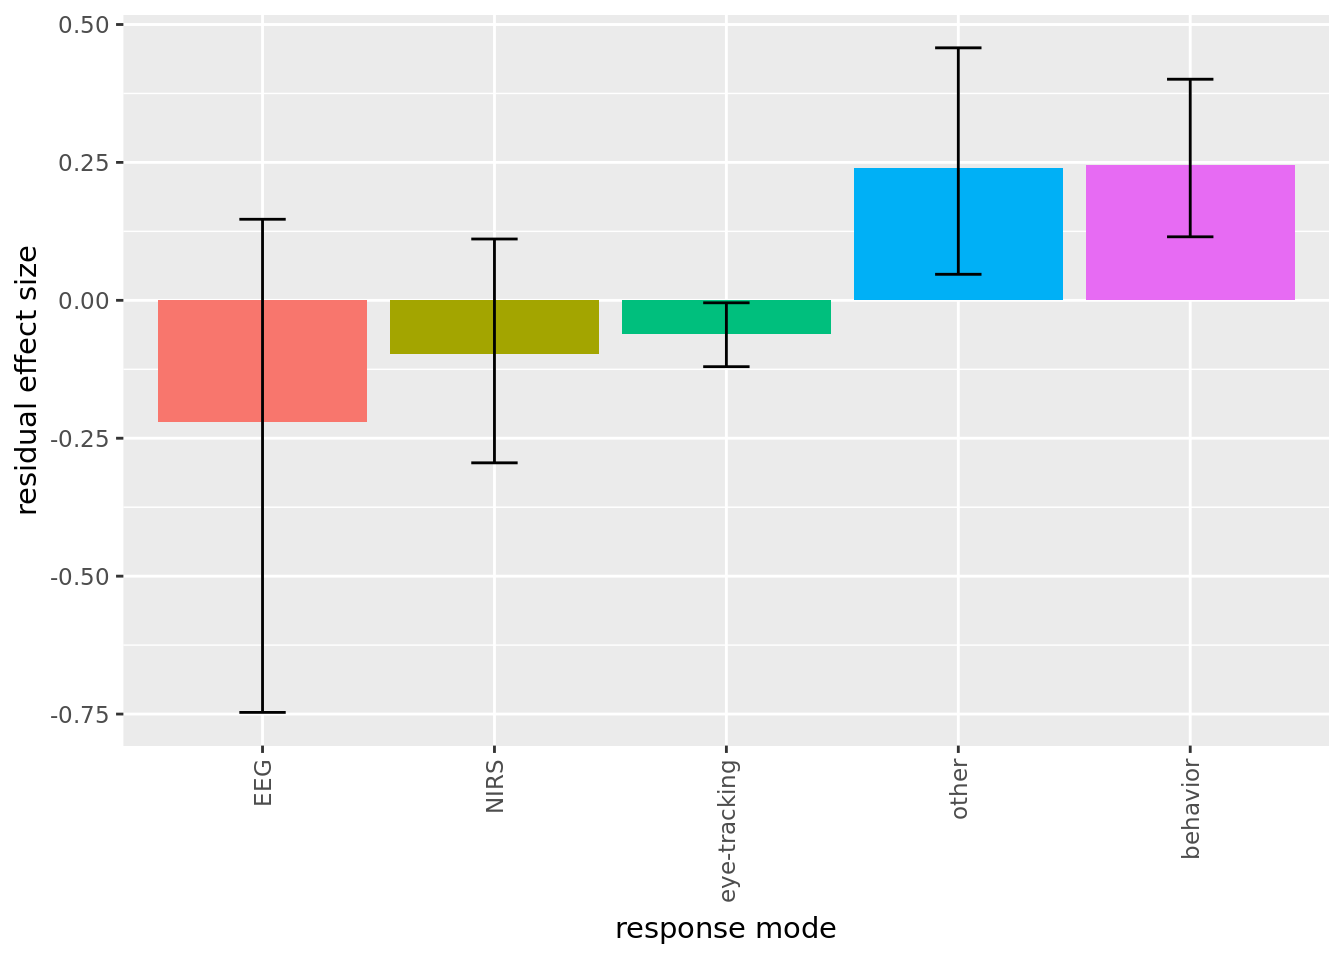 0.50
0.25
0.00
-0.25
-0.50
-0.75
residual effect size
EEG
NIRS
eye-tracking
other
behavior
response mode